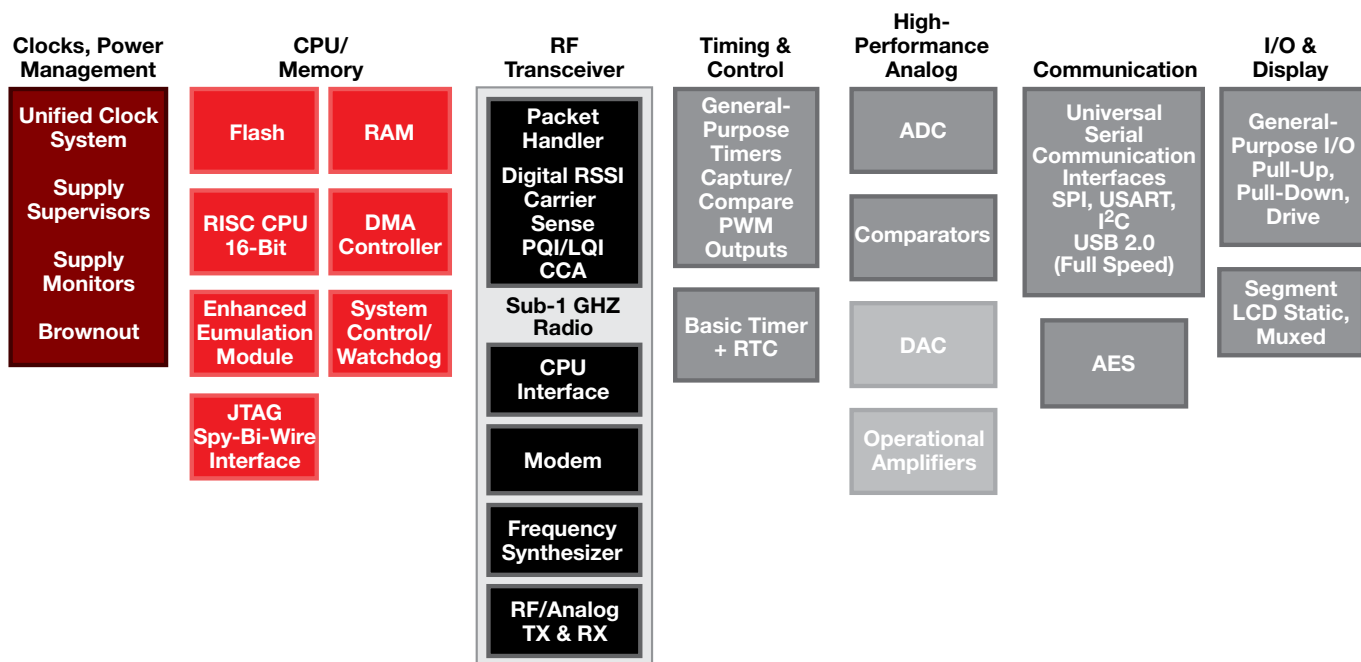 Clocks, Power
Management
Unified Clock
System
Supply
Supervisors
Supply
Monitors
Brownout
CPU/
Memory
Flash
RAM
RISC CPU
16-Bit
DMA
Controller
Enhanced
Eumulation
Module
System
Control/
Watchdog
JTAG
Spy-Bi-Wire
Interface
RF
Transceiver
Packet
Handler
Digital RSSI
Carrier
Sense
PQI/LQI
CCA
Sub-1 GHZ
Radio
CPU
Interface
Modem
Frequency
Synthesizer
RF/Analog
TX & RX
Timing &
Control
General-
Purpose
Timers
Capture/
Compare
PWM
Outputs
Basic Timer
+ RTC
High-
Performance
Analog
ADC
Comparators
DAC
Operational
Amplifiers
Communication
Universal
Serial
Communication
Interfaces
SPI, USART,
I²C
USB 2.0
(Full Speed)
AES
I/O &
Display
General-
Purpose I/O
Pull-Up,
Pull-Down,
Drive
Segment
LCD Static,
Muxed